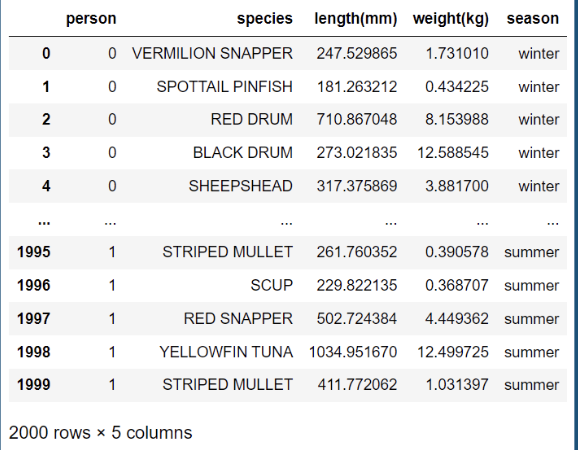 person species length(mm) weight(kg) season
0 0 VERMILION SNAPPER 247.529865 1.731010 winter
1 0 SPOTTAIL PINFISH 181.263212 0.434225 winter
2 0 RED DRUM 710.867048 8.153988 winter
3 0 BLACK DRUM 273.021835 12.588545 winter
4 0 SHEEPSHEAD 317.375869 3.881700 winter
... ... ... ... ... ...
1995 1 STRIPED MULLET 261.760352 0.390578 summer
1996 1 SCUP 229.822135 0.368707 summer
1997 1 RED SNAPPER 502.724384 4.449362 summer
1998 1 YELLOWFIN TUNA 1034.951670 12.499725 summer
1999 1 STRIPED MULLET 411.772062 1.031397 summer
2000 rows × 5 columns